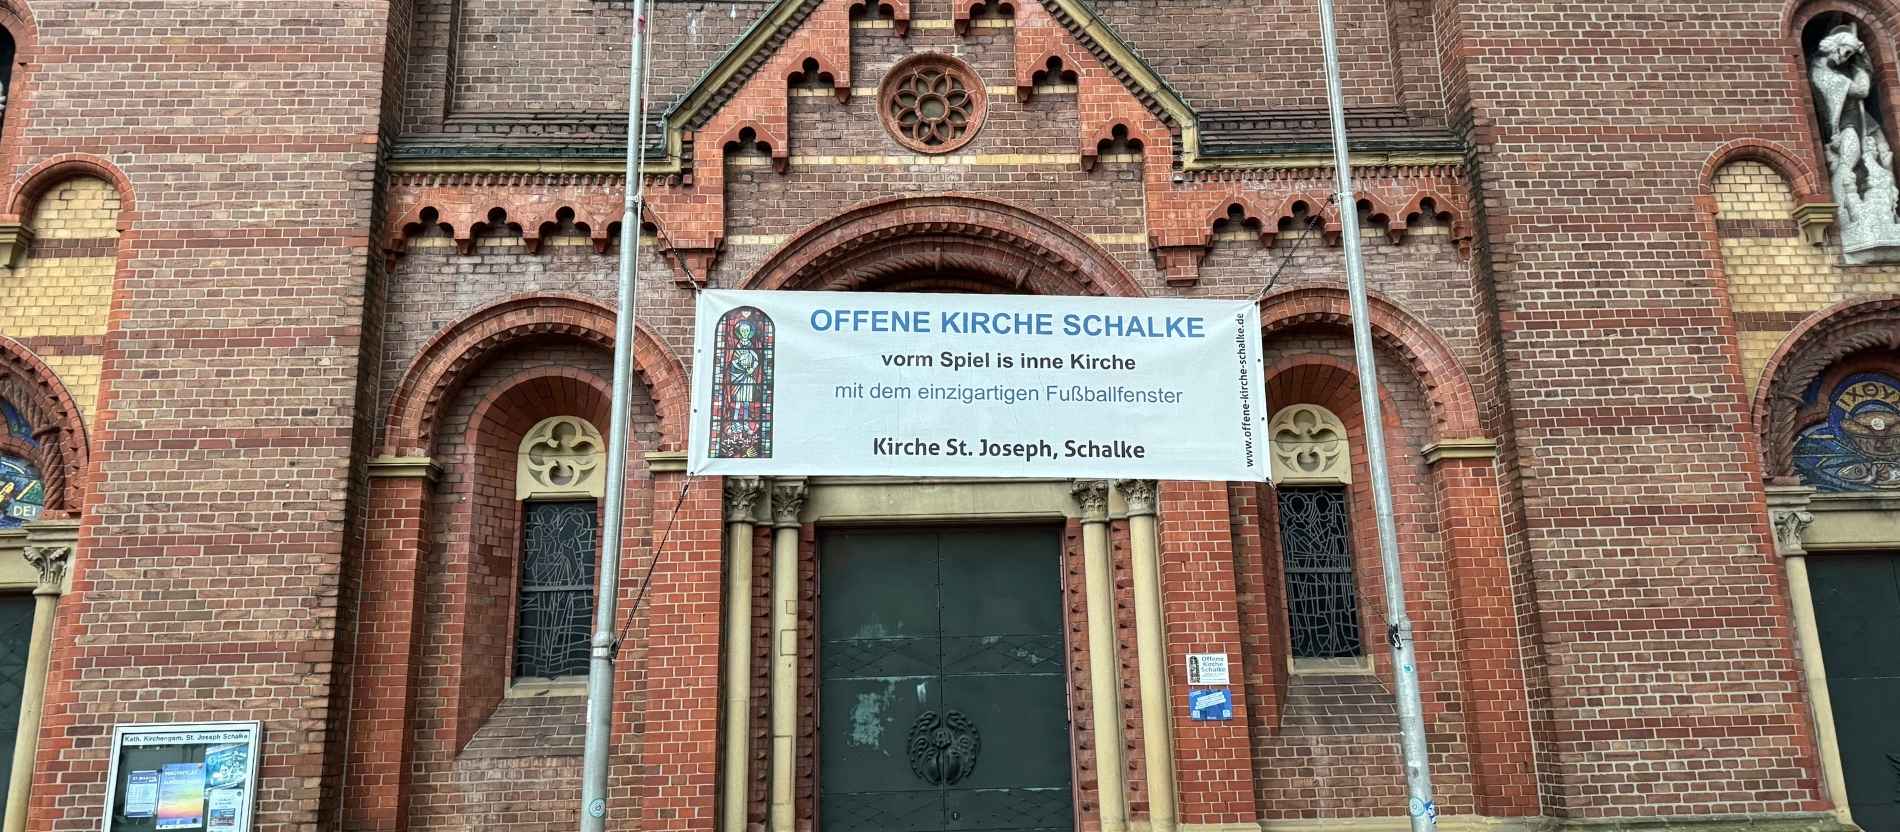 OFFENE KIRCHE SCHALKE
vorm Spiel is inne Kirche
mit dem einzigartigen Fußballfenster
Kirche St. Joseph, Schalke
www.offene-kirche-schalke.de
Kath. Kirchengem. St. Joseph Schalke
Offene
Kirche
Schalke
ΙΧΘΥ
DEI